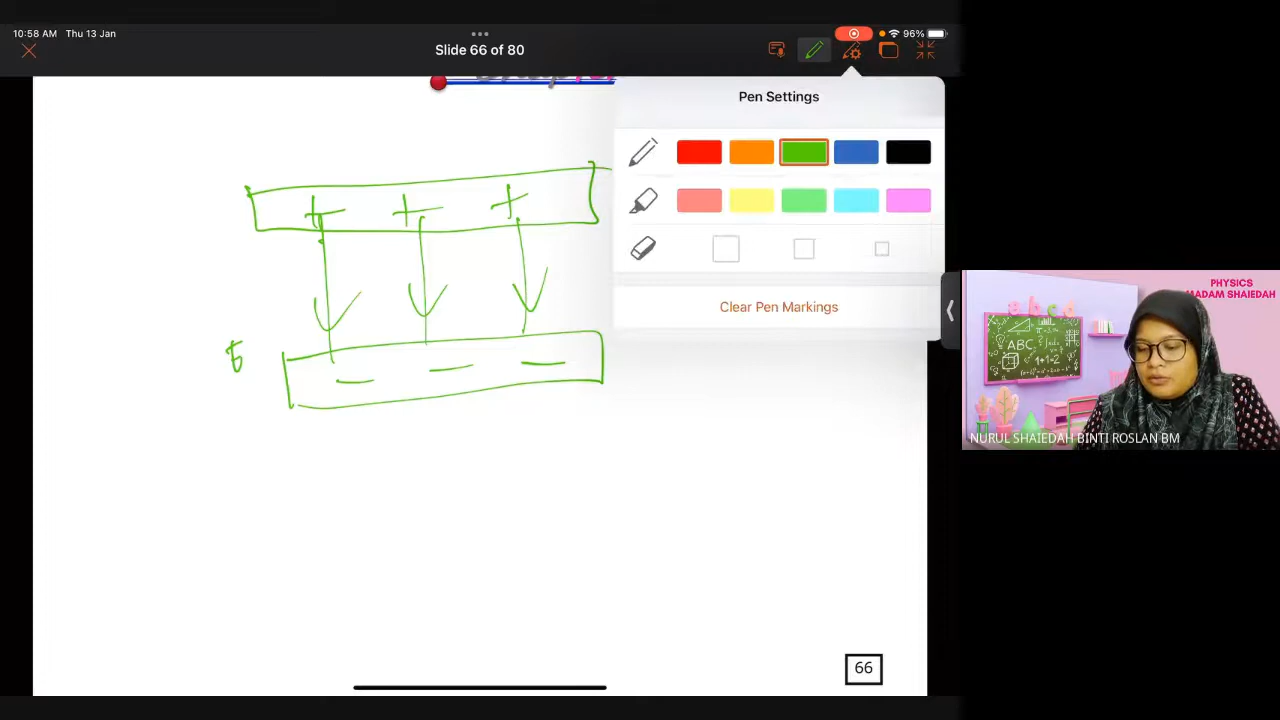 10:58 AM Thu 13 Jan
96%
Slide 66 of 80
Pen Settings
Clear Pen Markings
+ + +
E
− − −
66
PHYSICS
MADAM SHAIEDAH
abcd
ABC
1+1=2
NURUL SHAIEDAH BINTI ROSLAN BM